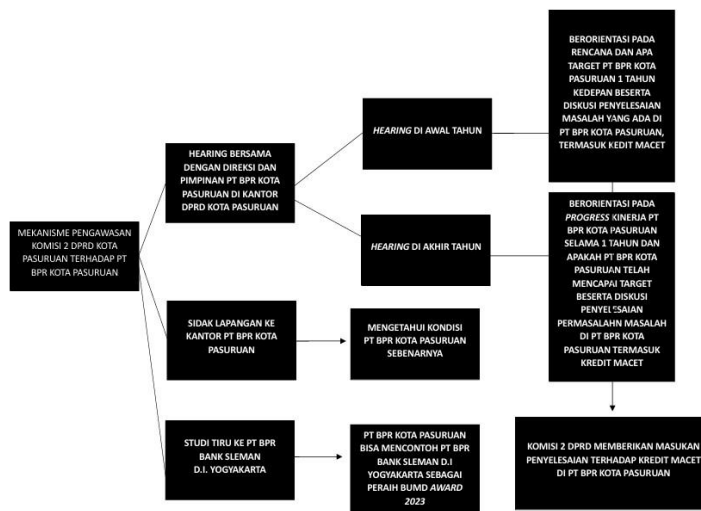 MEKANISME PENGAWASAN
KOMISI 2 DPRD KOTA
PASURUAN TERHADAP PT
BPR KOTA PASURUAN
HEARING BERSAMA
DENGAN DIREKSI DAN
PIMPINAN PT BPR KOTA
PASURUAN DI KANTOR
DPRD KOTA PASURUAN
HEARING DI AWAL TAHUN
BERORIENTASI PADA
RENCANA DAN APA
TARGET PT BPR KOTA
PASURUAN 1 TAHUN
KEDEPAN BESERTA
DISKUSI PENYELESAIAN
MASALAH YANG ADA DI
PT BPR KOTA PASURUAN,
TERMASUK KEDIT MACET
HEARING DI AKHIR TAHUN
BERORIENTASI PADA
PROGRESS KINERJA PT
BPR KOTA PASURUAN
SELAMA 1 TAHUN DAN
APAKAH PT BPR KOTA
PASURUAN TELAH
MENCAPAI TARGET
BESERTA DISKUSI
PENYELESAIAN
PERMASALAHN MASALAH
DI PT BPR KOTA
PASURUAN TERMASUK
KREDIT MACET
SIDAK LAPANGAN KE
KANTOR PT BPR KOTA
PASURUAN
MENGETAHUI KONDISI
PT BPR KOTA PASURUAN
SEBENARNYA
STUDI TIRU KE PT BPR
BANK SLEMAN
D.I. YOGYAKARTA
PT BPR KOTA PASURUAN
BISA MENCONTOH PT BPR
BANK SLEMAN D.I
YOGYAKARTA SEBAGAI
PERAIH BUMD AWARD
2023
KOMISI 2 DPRD MEMBERIKAN MASUKAN
PENYELESAIAN TERHADAP KREDIT MACET
DI PT BPR KOTA PASURUAN